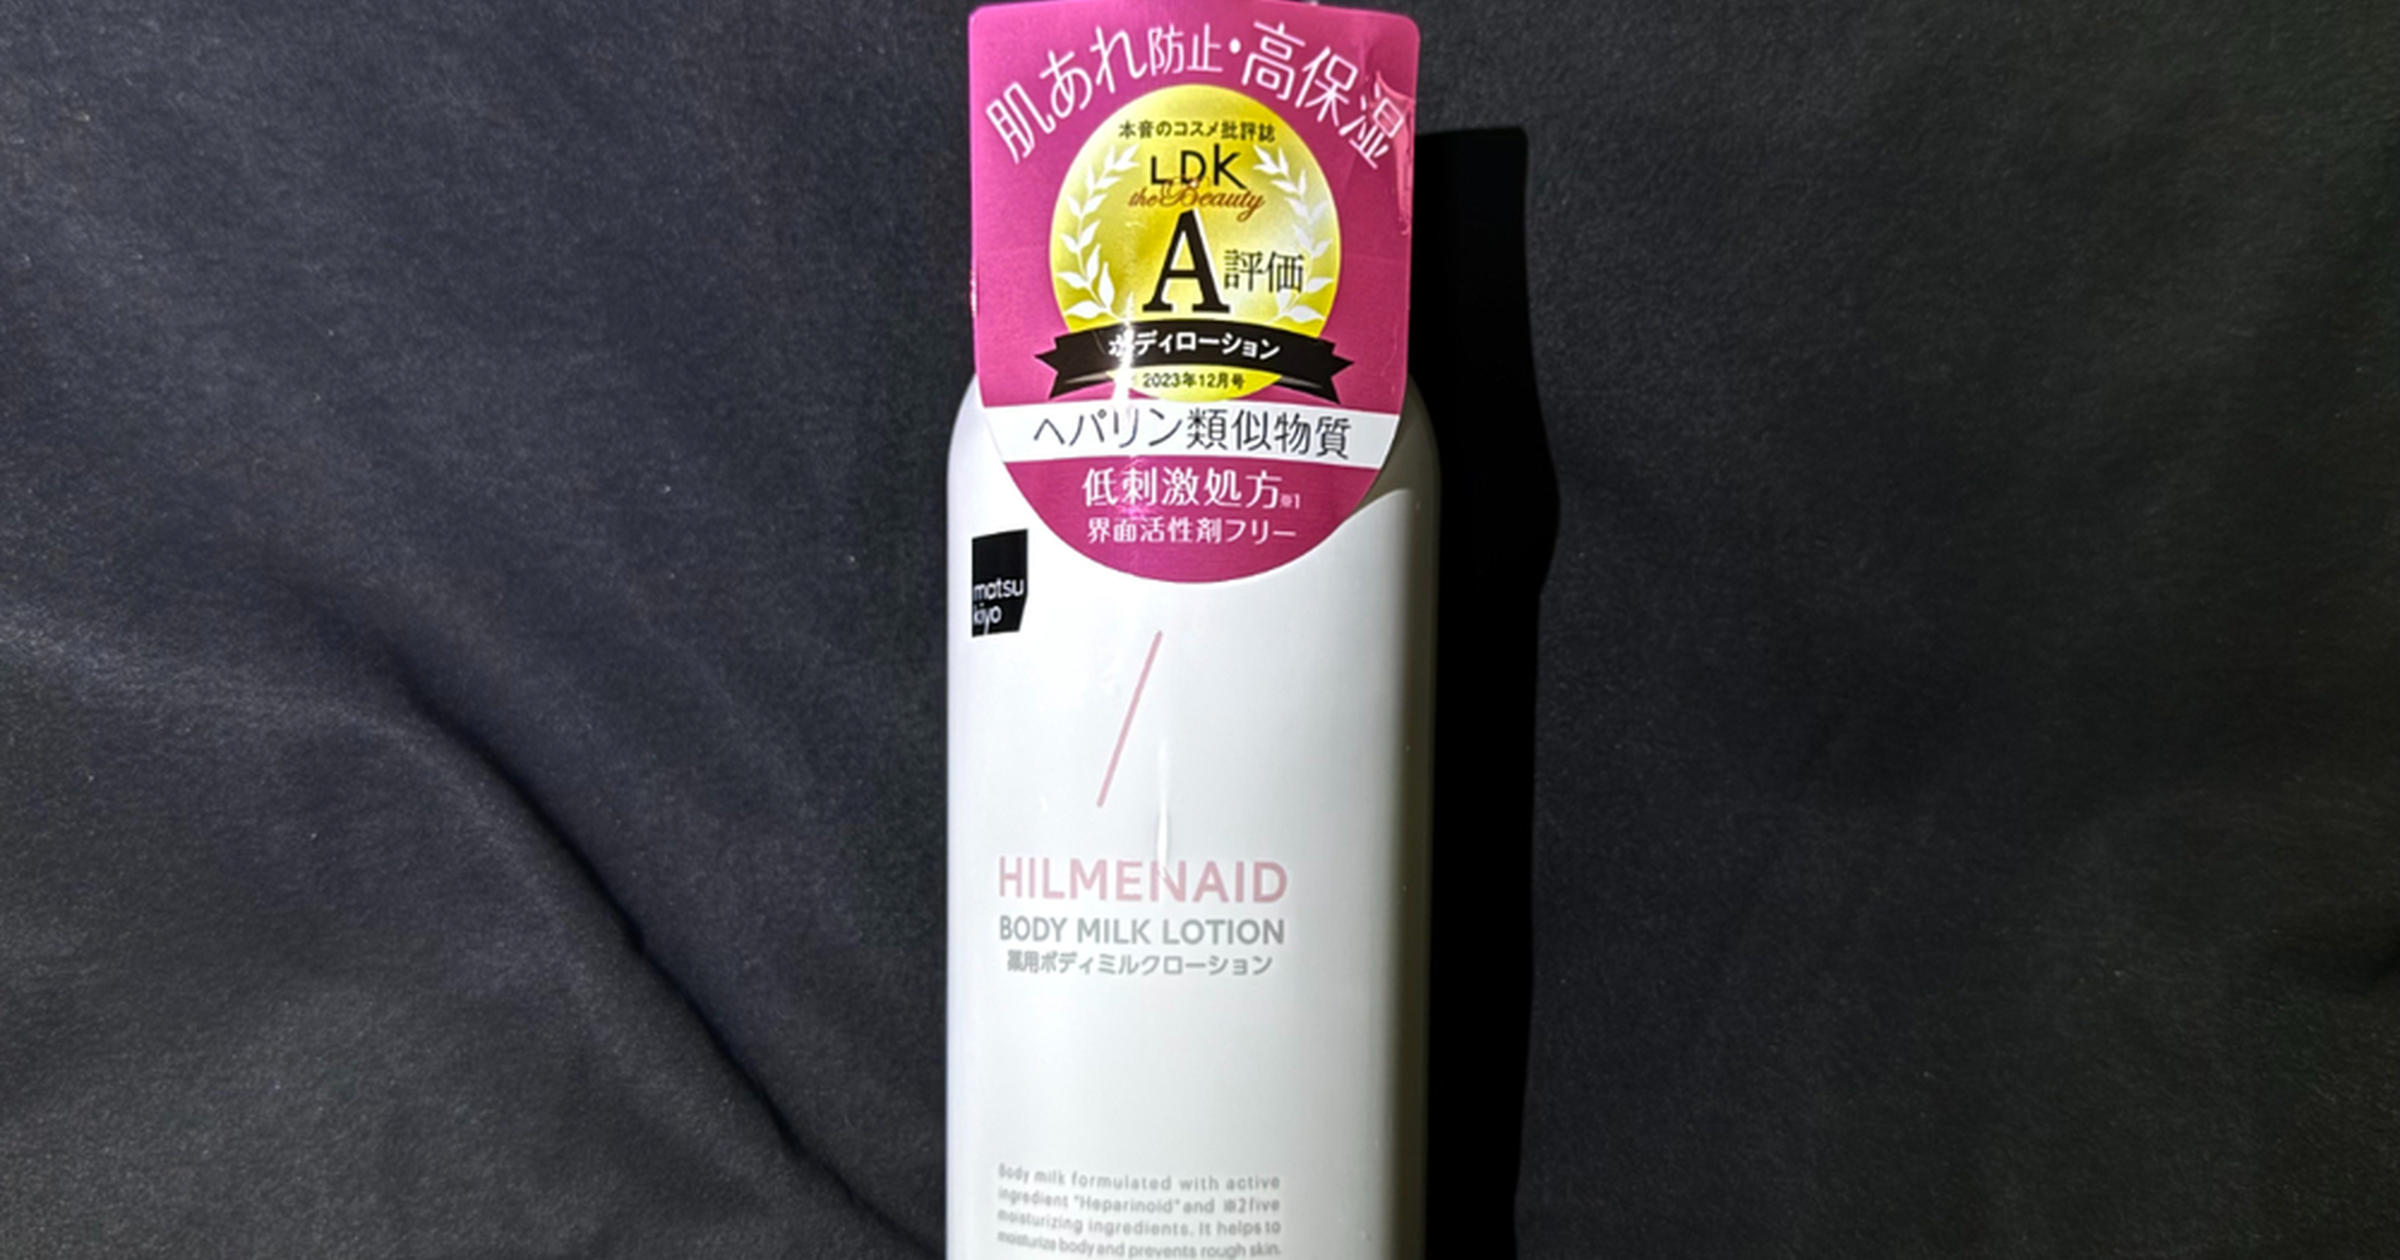 肌あれ防止・高保湿
本音のコスメ批評誌
LDK
the Beauty
A評価
ボディローション
2023年12月号
ヘパリン類似物質
低刺激処方※1
界面活性剤フリー
matsu
kiyo
HILMENAID
BODY MILK LOTION
薬用ボディミルクローション
Body milk formulated with active
ingredient "Heparinoid" and ※2five
moisturizing ingredients. It helps to
moisturize body and prevents rough skin.